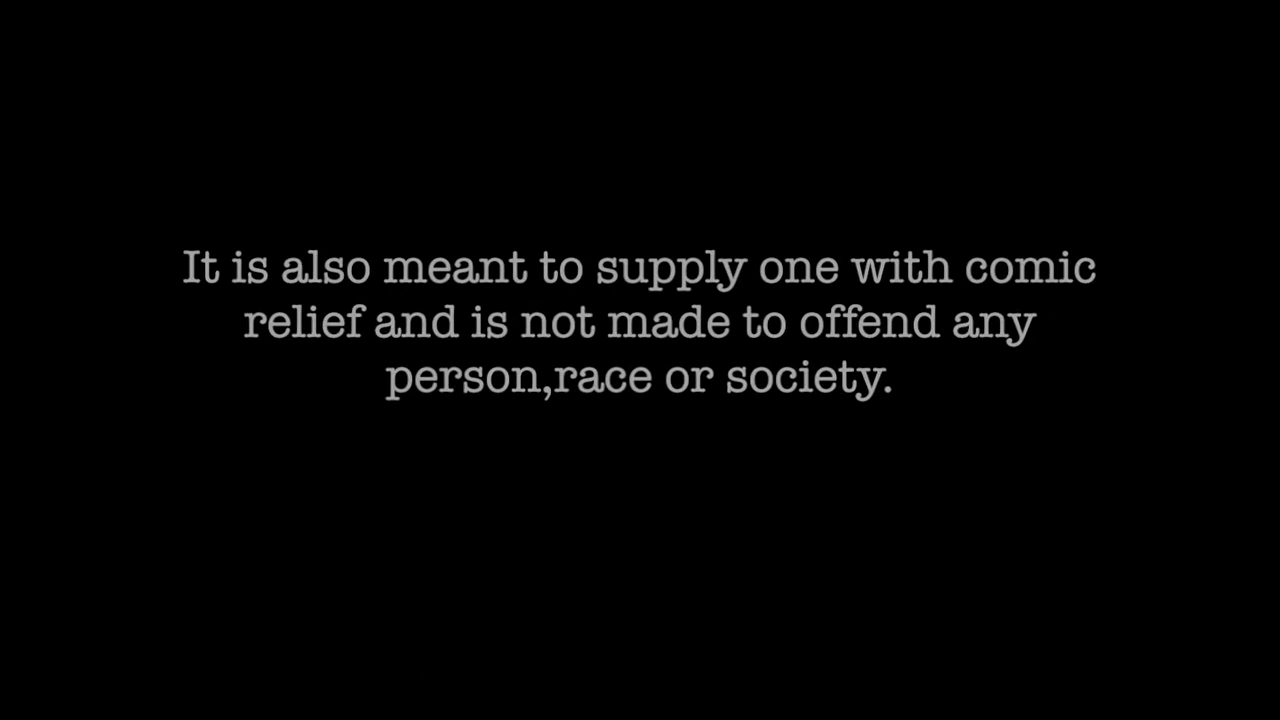 It is also meant to supply one with comic
relief and is not made to offend any
person,race or society.